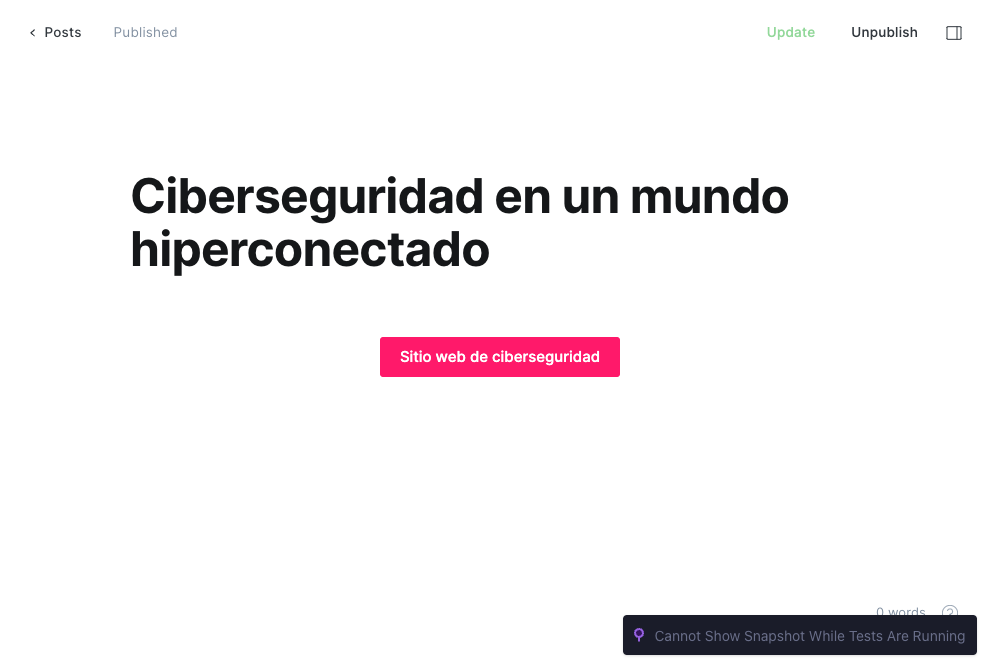 Posts Published Update Unpublish
Ciberseguridad en un mundo
hiperconectado
Sitio web de ciberseguridad
0 words ?
Cannot Show Snapshot While Tests Are Running